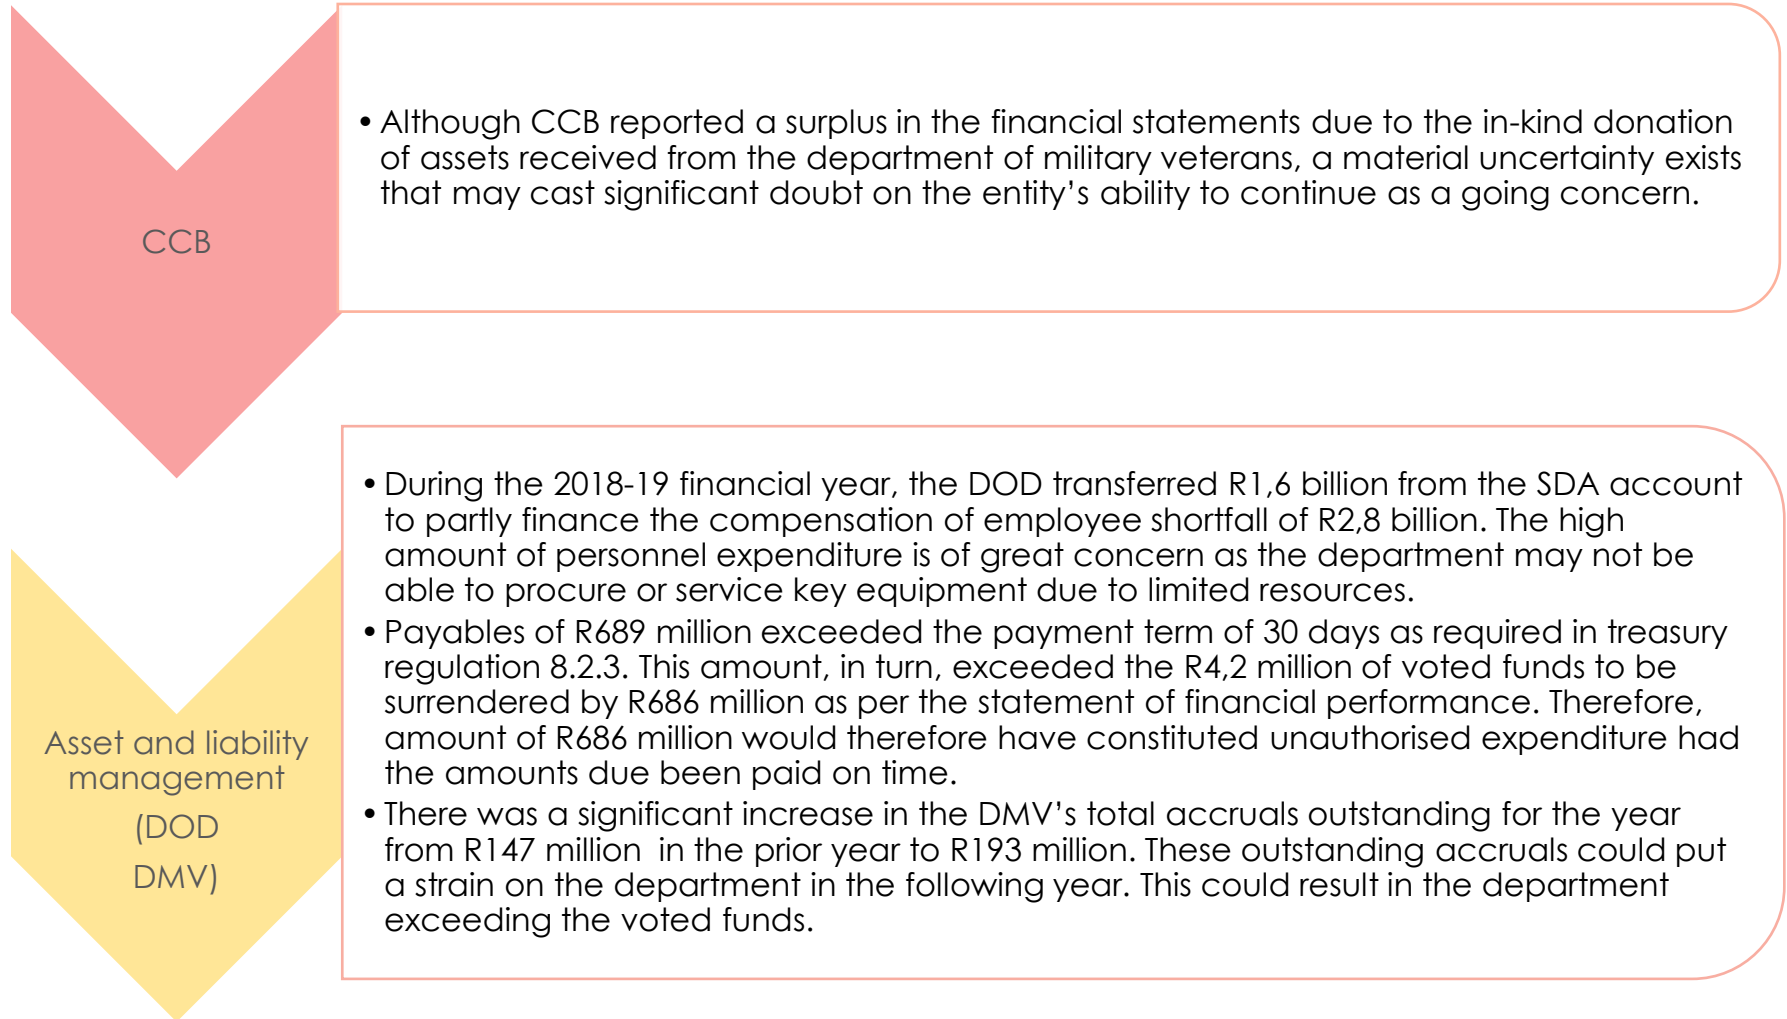 CCB
• Although CCB reported a surplus in the financial statements due to the in-kind donation
of assets received from the department of military veterans, a material uncertainty exists
that may cast significant doubt on the entity’s ability to continue as a going concern.
Asset and liability
management
(DOD
DMV)
• During the 2018-19 financial year, the DOD transferred R1,6 billion from the SDA account
to partly finance the compensation of employee shortfall of R2,8 billion. The high
amount of personnel expenditure is of great concern as the department may not be
able to procure or service key equipment due to limited resources.
• Payables of R689 million exceeded the payment term of 30 days as required in treasury
regulation 8.2.3. This amount, in turn, exceeded the R4,2 million of voted funds to be
surrendered by R686 million as per the statement of financial performance. Therefore,
amount of R686 million would therefore have constituted unauthorised expenditure had
the amounts due been paid on time.
• There was a significant increase in the DMV’s total accruals outstanding for the year
from R147 million in the prior year to R193 million. These outstanding accruals could put
a strain on the department in the following year. This could result in the department
exceeding the voted funds.